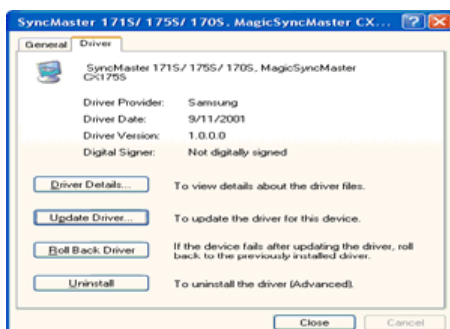 SyncMaster 171S/ 175S/ 170S, MagicSyncMaster CX...
General Driver
SyncMaster 171S/ 175S/ 170S, MagicSyncMaster
CX175S
Driver Provider: Samsung
Driver Date: 9/11/2001
Driver Version: 1.0.0.0
Digital Signer: Not digitally signed
Driver Details... To view details about the driver files.
Update Driver... To update the driver for this device.
Roll Back Driver If the device fails after updating the driver, roll
back to the previously installed driver.
Uninstall To uninstall the driver (Advanced).
Close Cancel